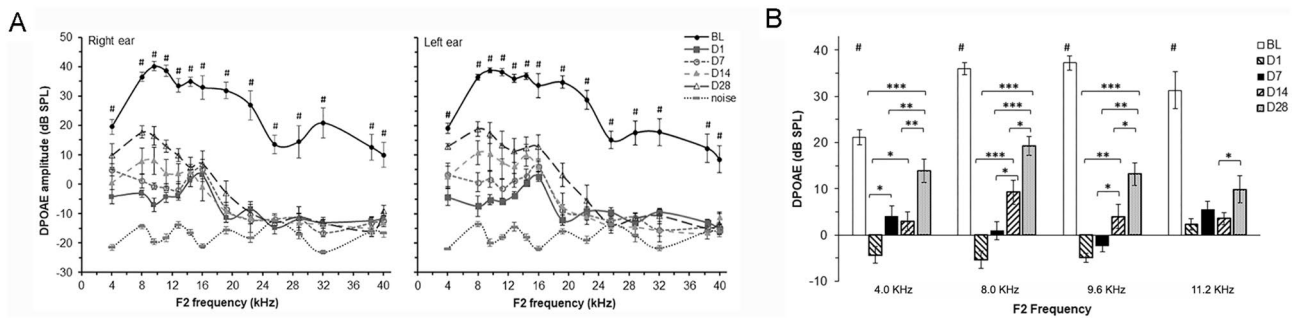 A
Right ear
Left ear
50
40
30
20
10
0
-10
-20
-30
DPOAE amplitude (dB SPL)
# # # # # # # # # # # # #
# # # # # # # # # # # # #
BL
D1
D7
D14
D28
noise
0 4 8 12 16 20 24 28 32 36 40
0 4 8 12 16 20 24 28 32 36 40
F2 frequency (kHz)
F2 frequency (kHz)
B
40
30
20
10
0
-10
DPOAE (dB SPL)
# # # #
*** *** ***
** *** **
** * * *
* *** **
* * *
BL
D1
D7
D14
D28
4.0 KHz 8.0 KHz 9.6 KHz 11.2 KHz
F2 Frequency